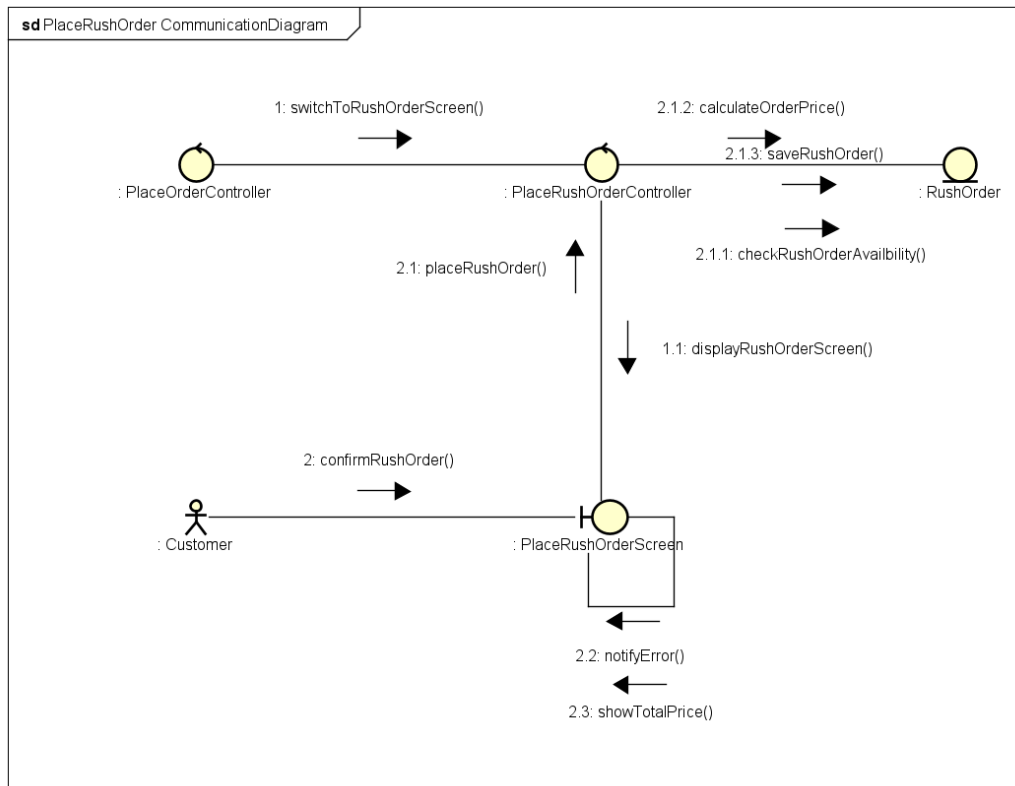 sd PlaceRushOrder CommunicationDiagram
1: switchToRushOrderScreen()
2.1.2: calculateOrderPrice()
2.1.3: saveRushOrder()
: PlaceOrderController
: PlaceRushOrderController
: RushOrder
2.1.1: checkRushOrderAvailbility()
2.1: placeRushOrder()
1.1: displayRushOrderScreen()
2: confirmRushOrder()
: Customer
: PlaceRushOrderScreen
2.2: notifyError()
2.3: showTotalPrice()